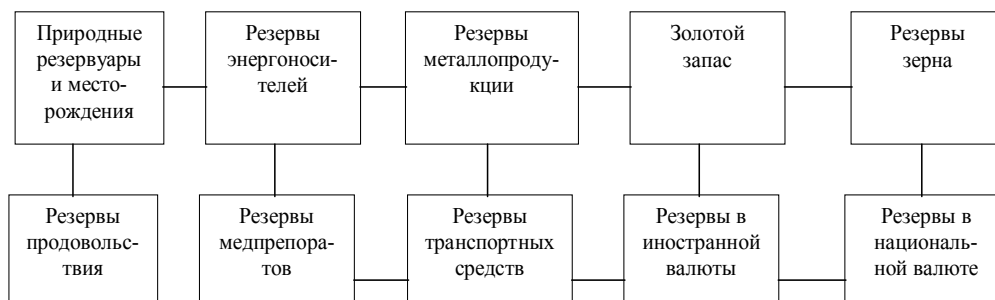 Природные
резервуары
и место-
рождения
Резервы
энергоноси-
телей
Резервы
металлопроду-
кции
Золотой
запас
Резервы
зерна
Резервы
продовольс-
твия
Резервы
медпрепора-
тов
Резервы
транспортных
средств
Резервы в
иностранной
валюты
Резервы в
националь-
ной валюте